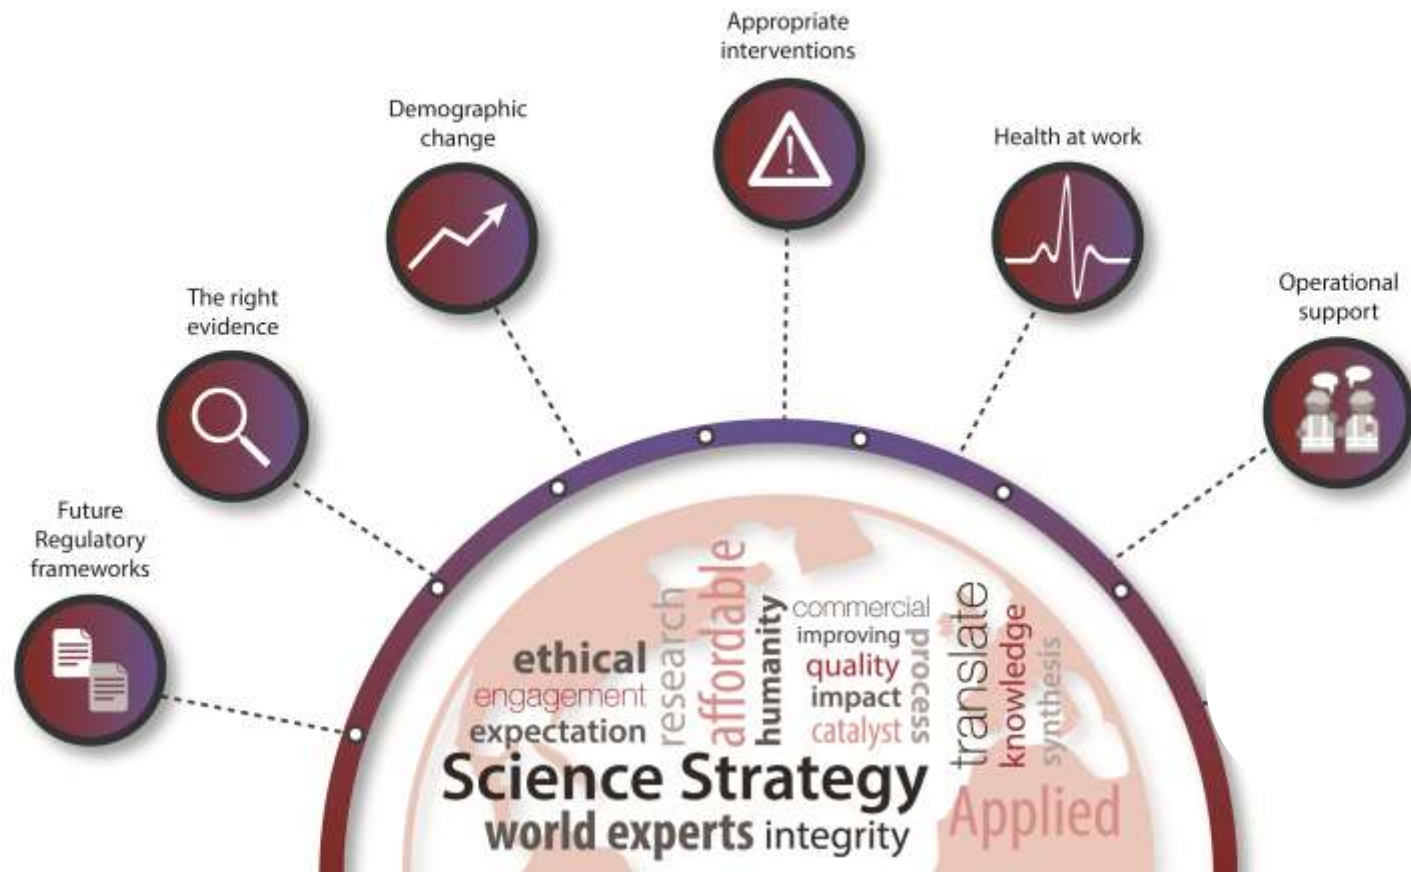 Appropriate
interventions
Demographic
change
Health at work
The right
evidence
Operational
support
Future
Regulatory
frameworks
ethical
engagement
expectation
research
affordable
humanity
commercial
improving
quality
impact
catalyst
process
translate
knowledge
synthesis
Science Strategy
Applied
world experts integrity